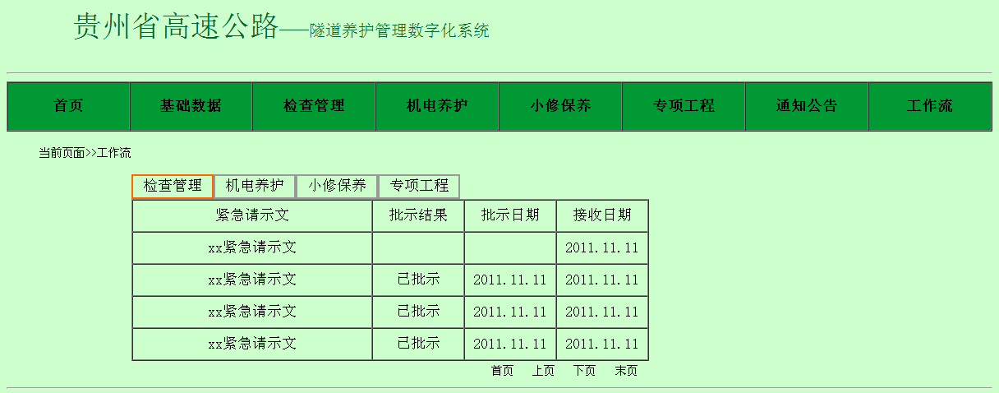 贵州省高速公路——隧道养护管理数字化系统
首页 基础数据 检查管理 机电养护 小修保养 专项工程 通知公告 工作流
当前页面>>工作流
检查管理 机电养护 小修保养 专项工程
紧急请示文 批示结果 批示日期 接收日期
xx紧急请示文 2011.11.11
xx紧急请示文 已批示 2011.11.11 2011.11.11
xx紧急请示文 已批示 2011.11.11 2011.11.11
xx紧急请示文 已批示 2011.11.11 2011.11.11
首页 上页 下页 末页